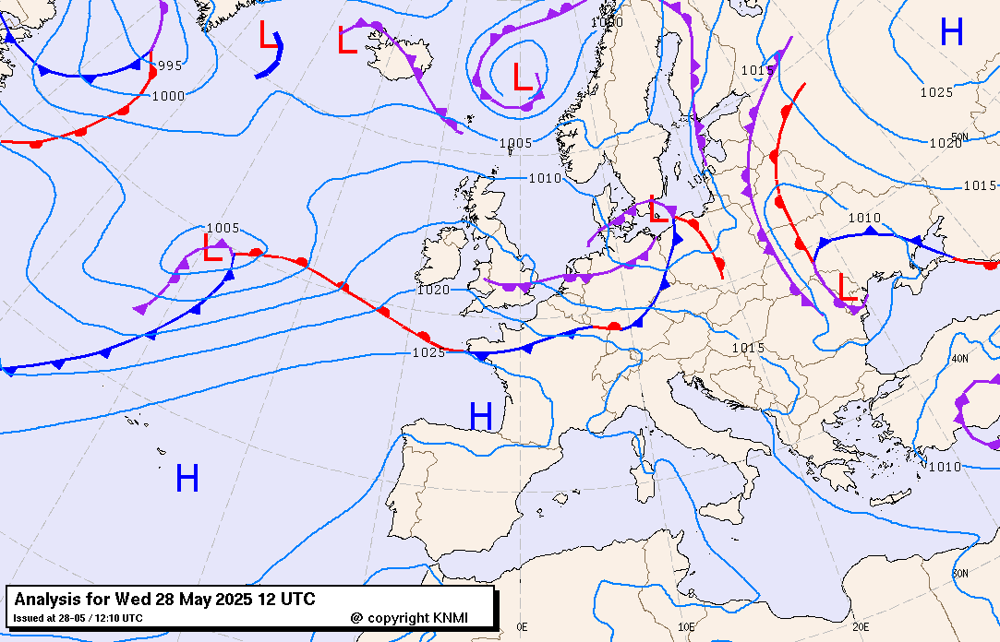 L
L
H
1000
995
L
1015
1025
1000
1005
50N
1020
1010
1010
1015
L
1005
1010
L
L
1020
1025
1015
40N
H
H
1010
30N
Analysis for Wed 28 May 2025 12 UTC
Issued at 28-05 / 12:10 UTC
@ copyright KNMI
0E
10E
20E